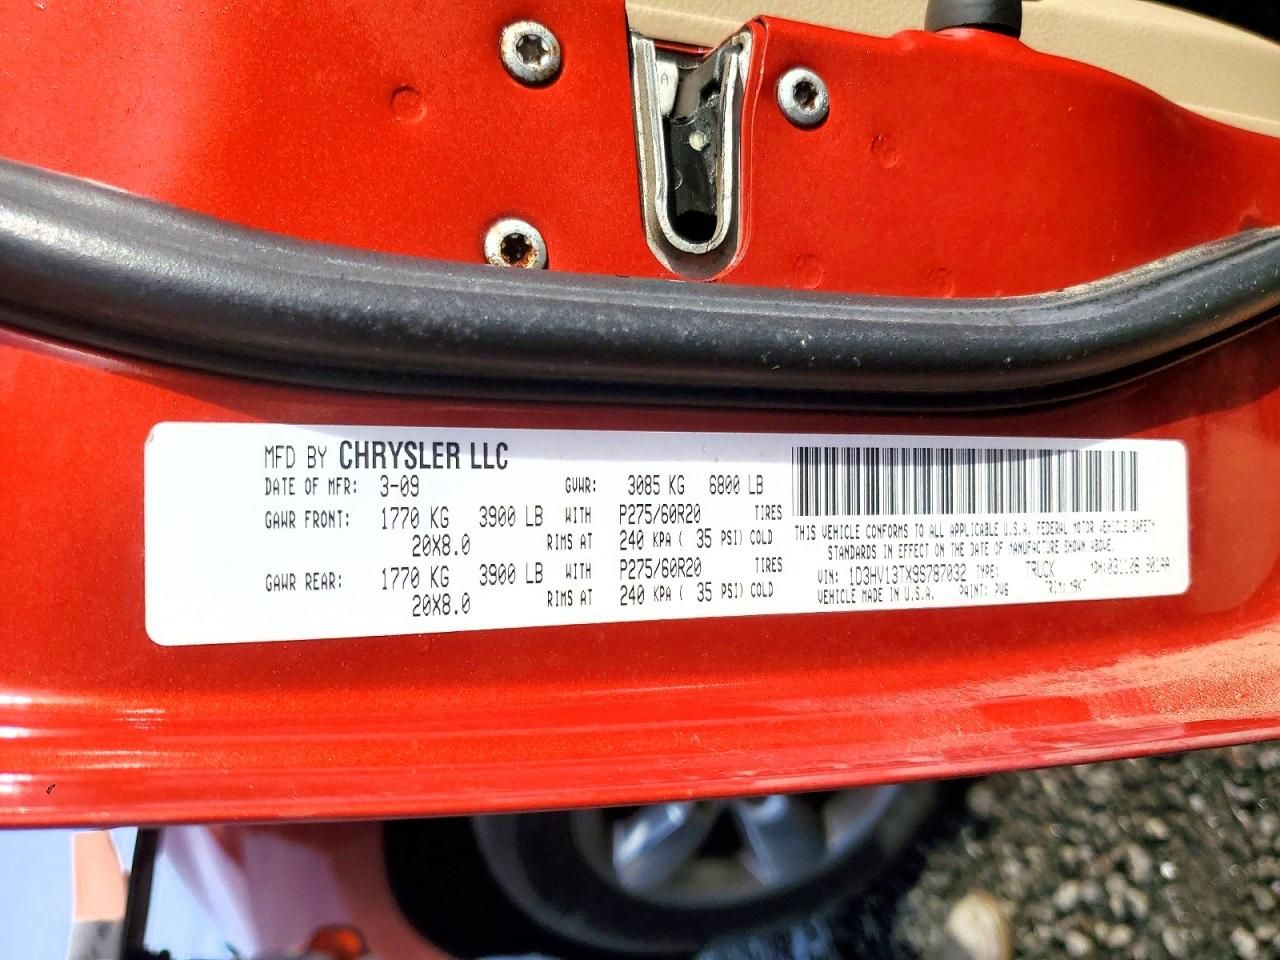 MFD BY CHRYSLER LLC
DATE OF MFR: 3-09 GVWR: 3085 KG 6800 LB
GAWR FRONT: 1770 KG 3900 LB WITH P275/60R20 TIRES
20X8.0 RIMS AT 240 KPA ( 35 PSI) COLD
GAWR REAR: 1770 KG 3900 LB WITH P275/60R20 TIRES
20X8.0 RIMS AT 240 KPA ( 35 PSI) COLD
THIS VEHICLE CONFORMS TO ALL APPLICABLE U.S.A. FEDERAL MOTOR VEHICLE SAFETY
STANDARDS IN EFFECT ON THE DATE OF MANUFACTURE SHOWN ABOVE.
VIN: 1D3HV13TX9S787032 TYPE: TRUCK
VEHICLE MADE IN U.S.A. PAINT: PV6
A